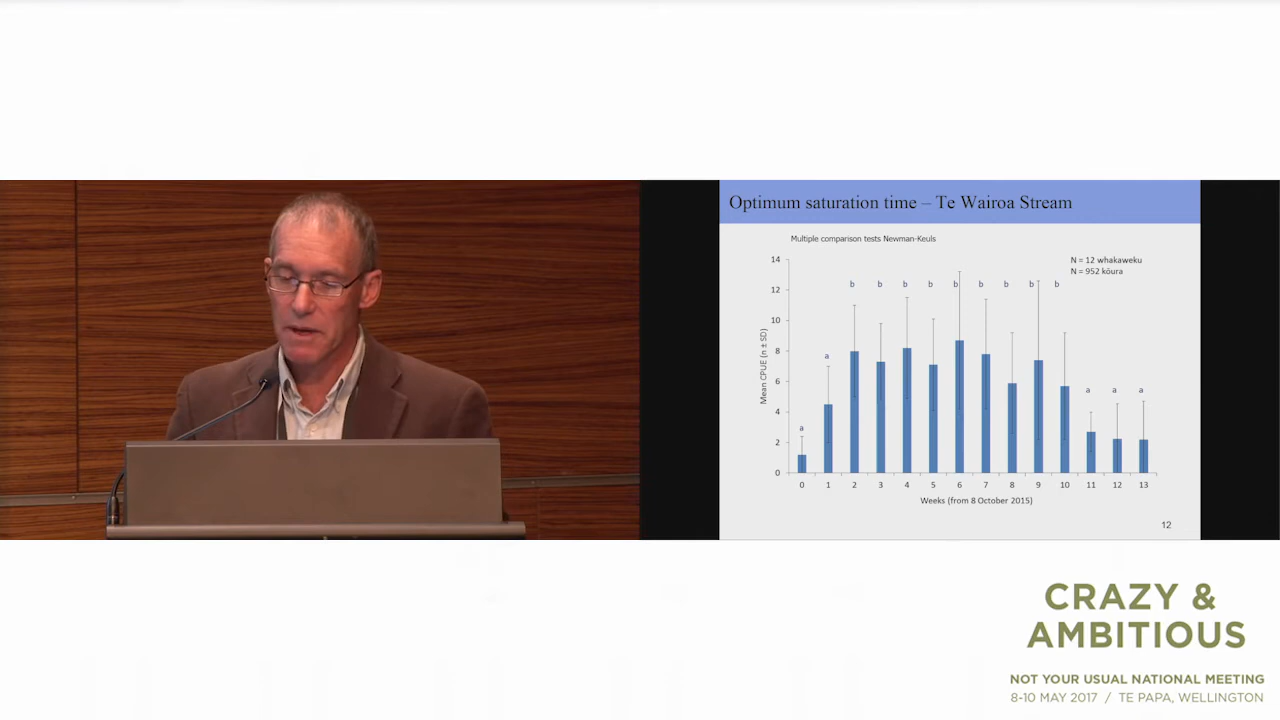 Optimum saturation time – Te Wairoa Stream
Multiple comparison tests Newman-Keuls
N = 12 whakaweku
N = 952 kōura
Mean CPUE (n ± SD)
14
12
10
8
6
4
2
0
a
a
b
b
b
b
b
b
b
b
b
a
a
a
0 1 2 3 4 5 6 7 8 9 10 11 12 13
Weeks (from 8 October 2015)
12
CRAZY &
AMBITIOUS
NOT YOUR USUAL NATIONAL MEETING
8-10 MAY 2017 / TE PAPA, WELLINGTON